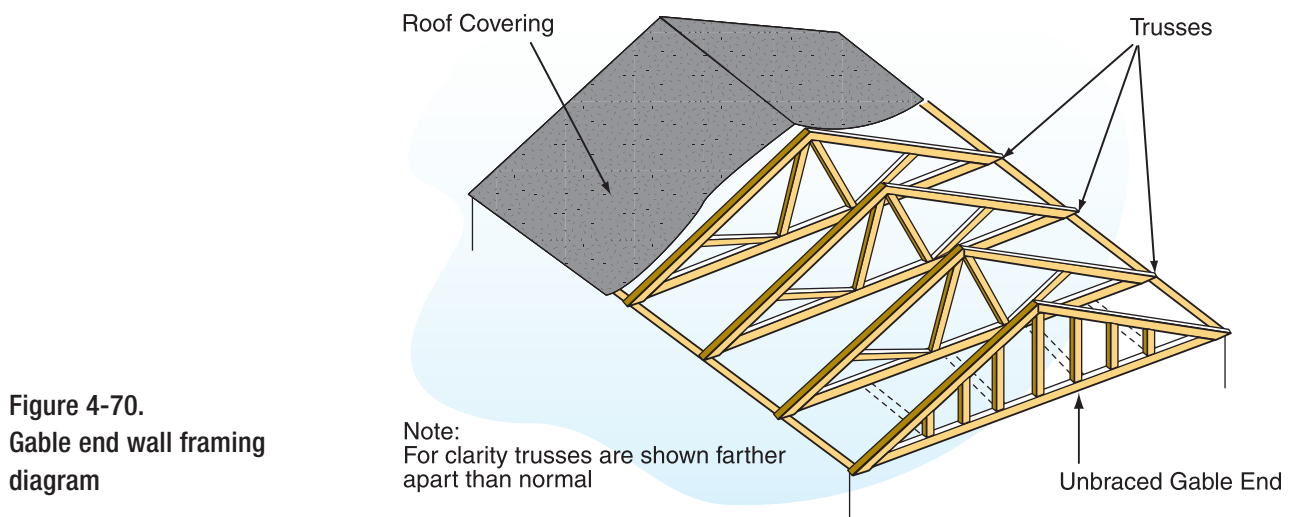 Roof Covering
Trusses
Figure 4-70.
Gable end wall framing
diagram
Note:
For clarity trusses are shown farther
apart than normal
Unbraced Gable End